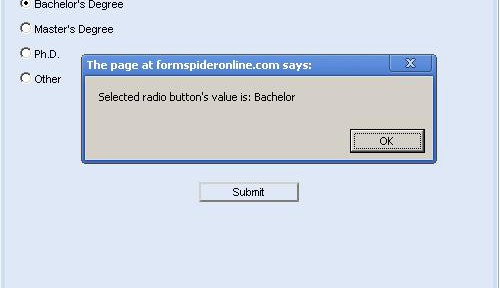 Bachelor's Degree
Master's Degree
Ph.D.
The page at formspideronline.com says:
Other
Selected radio button's value is: Bachelor
OK
Submit